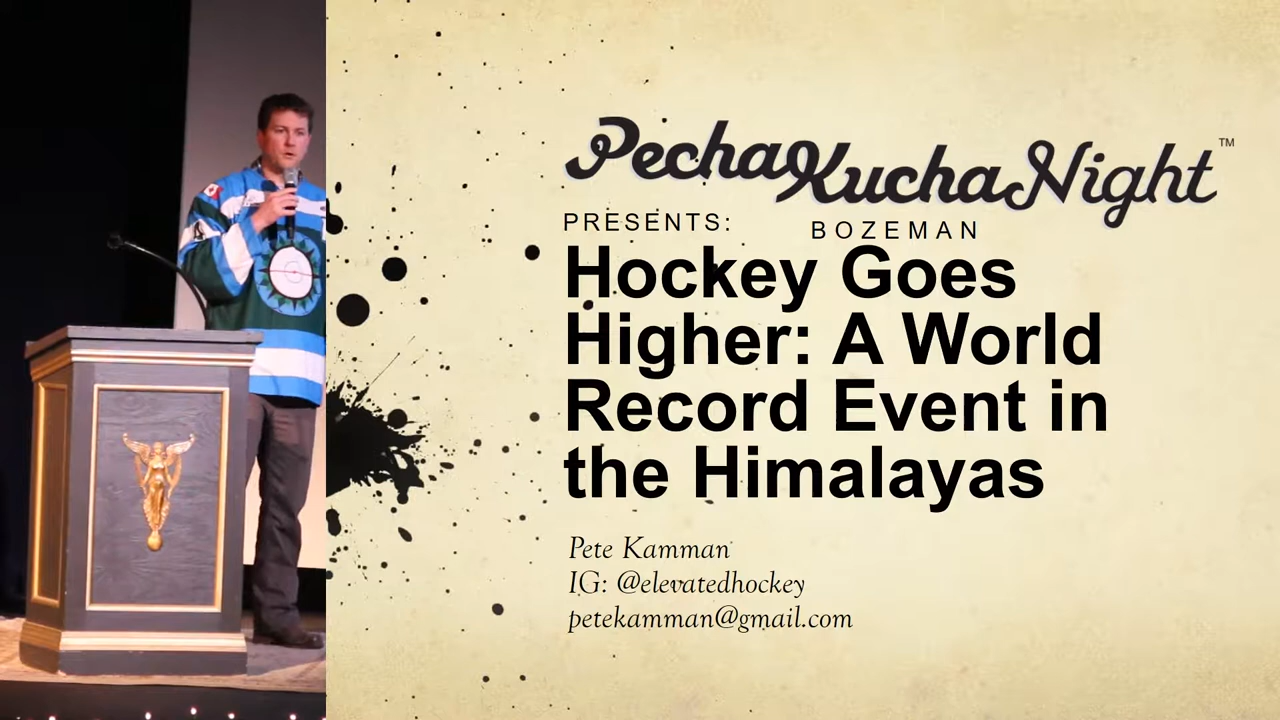 PechaKuchaNight™
PRESENTS: BOZEMAN
Hockey Goes
Higher: A World
Record Event in
the Himalayas
Pete Kamman
IG: @elevatedhockey
petekamman@gmail.com